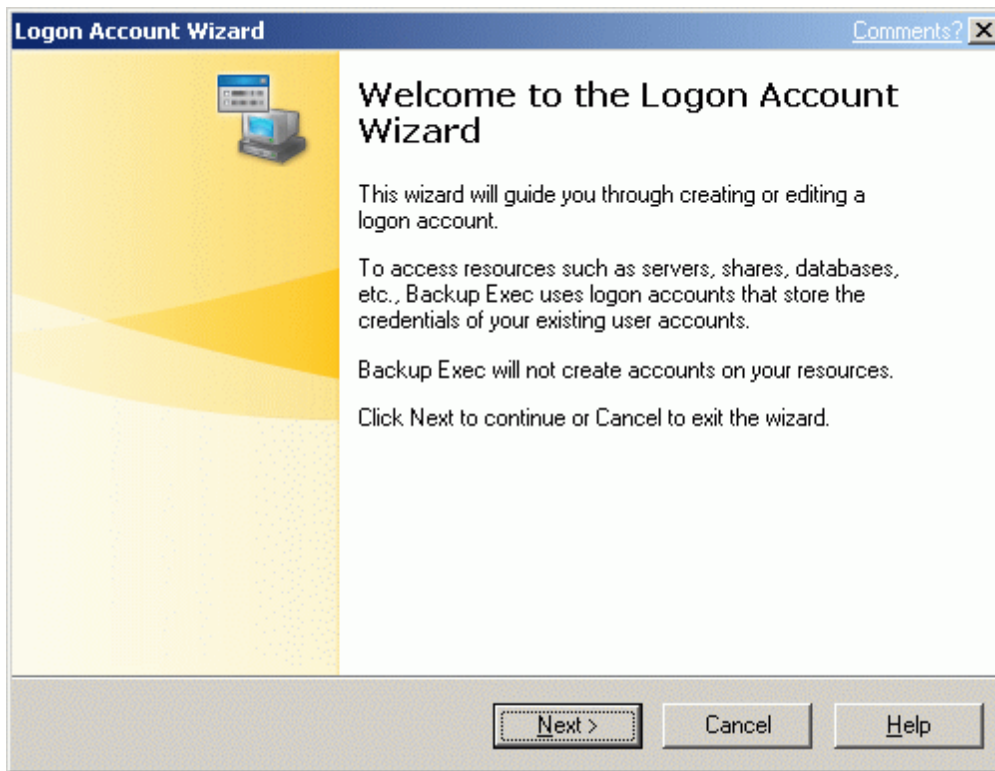 Logon Account Wizard
Comments?
Welcome to the Logon Account
Wizard
This wizard will guide you through creating or editing a
logon account.
To access resources such as servers, shares, databases,
etc., Backup Exec uses logon accounts that store the
credentials of your existing user accounts.
Backup Exec will not create accounts on your resources.
Click Next to continue or Cancel to exit the wizard.
Next >
Cancel
Help